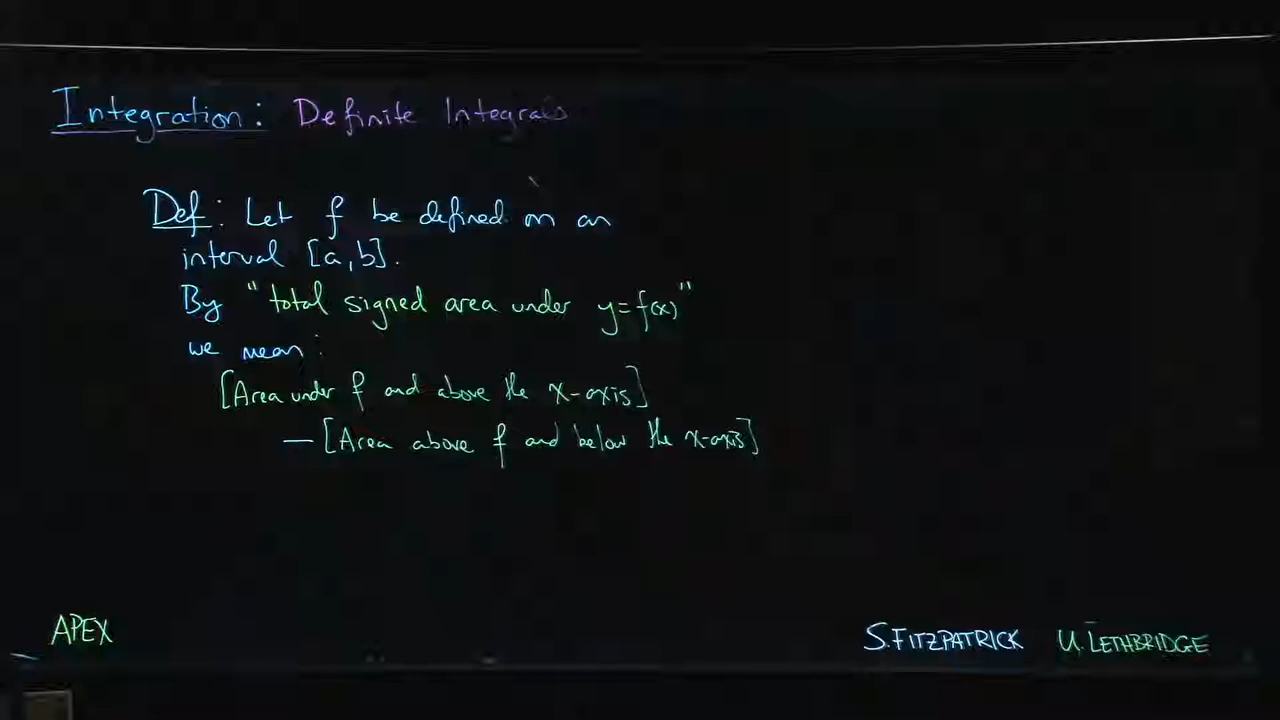 Integration: Definite Integrals
Def: Let f be defined on an
interval [a,b].
By "total signed area under y=f(x)"
we mean:
[Area under f and above the x-axis]
— [Area above f and below the x-axis]
APEX
S. FITZPATRICK U. LETHBRIDGE